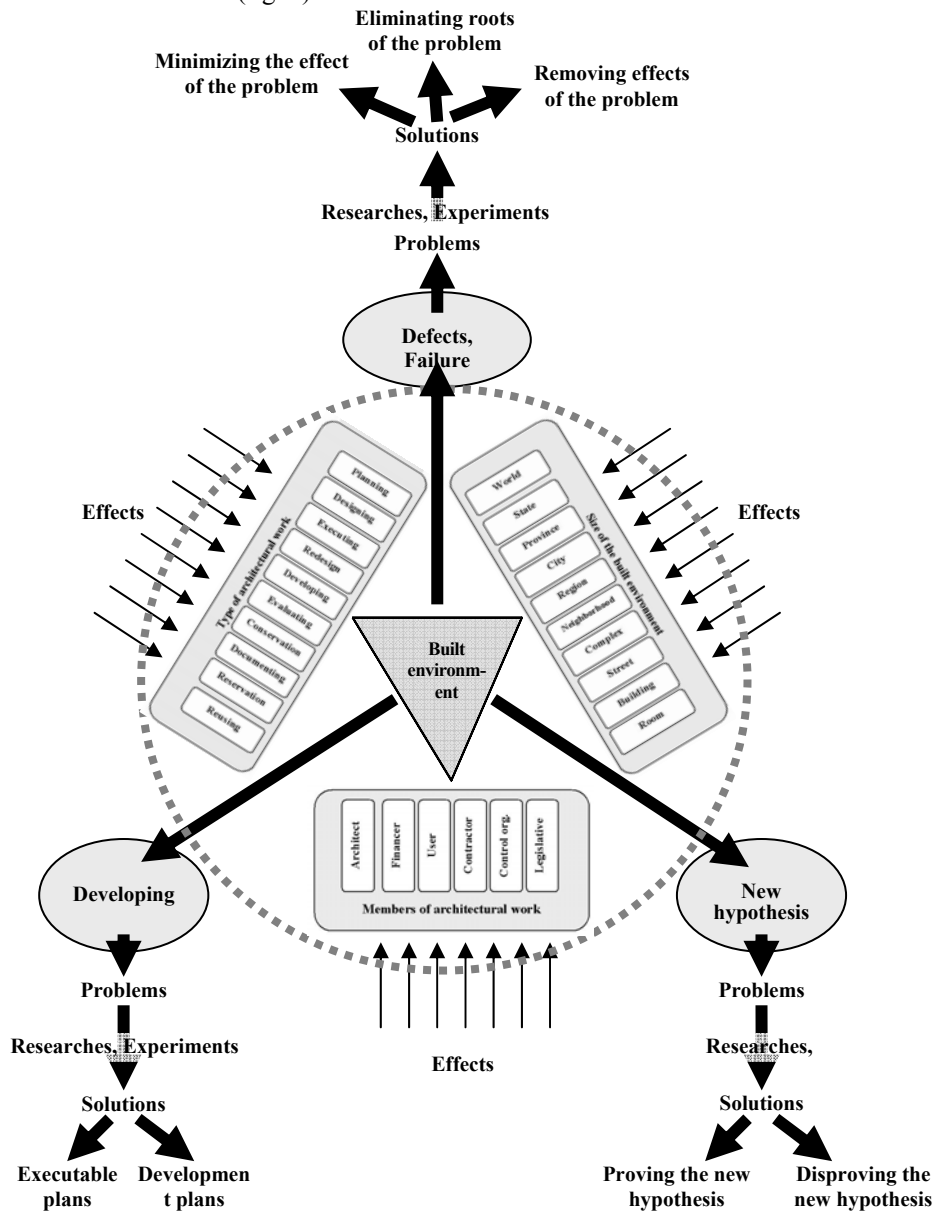 Eliminating roots
of the problem
Minimizing the effect
of the problem
Removing effects
of the problem
Solutions
Researches, Experiments
Problems
Defects,
Failure
Effects
Type of architectural work
Planning
Designing
Executing
Redesign
Developing
Evaluating
Conservation
Documenting
Reservation
Reusing
World
State
Province
City
Region
Neighborhood
Complex
Street
Building
Room
Size of the built environment
Effects
Built
environm-
ent
Architect
Financer
User
Contractor
Control org.
Legislative
Members of architectural work
Effects
Developing
Problems
Researches, Experiments
Solutions
Executable
plans
Developmen
t plans
New
hypothesis
Problems
Researches,
Solutions
Proving the new
hypothesis
Disproving the
new hypothesis